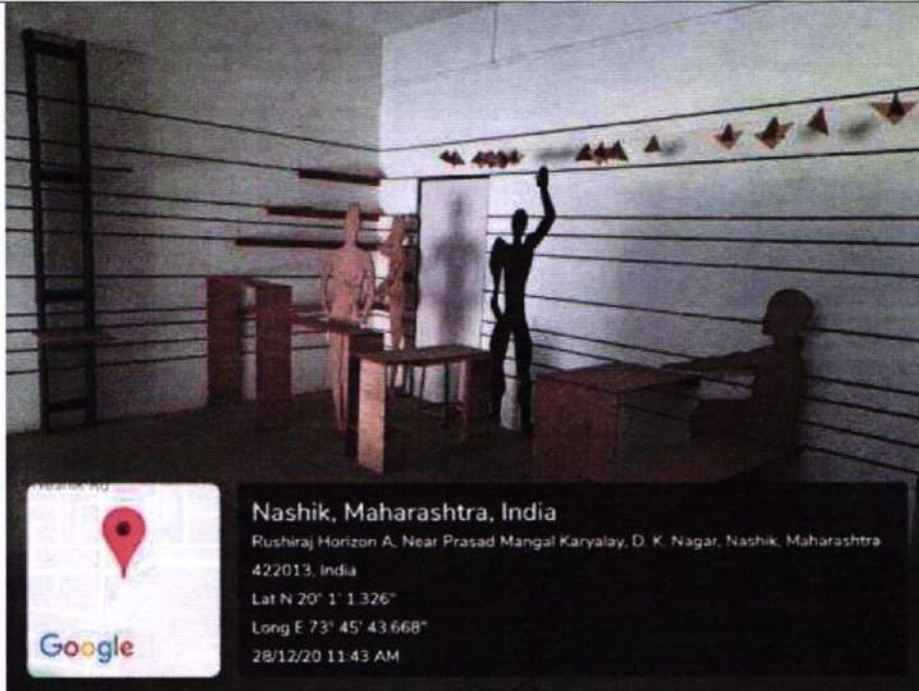 Nashik, Maharashtra, India
Rushiraj Horizon A, Near Prasad Mangal Karyalay, D. K. Nagar, Nashik, Maharashtra
422013, India
Lat N 20° 1' 1.326"
Long E 73° 45' 43.668"
28/12/20 11:43 AM
Google